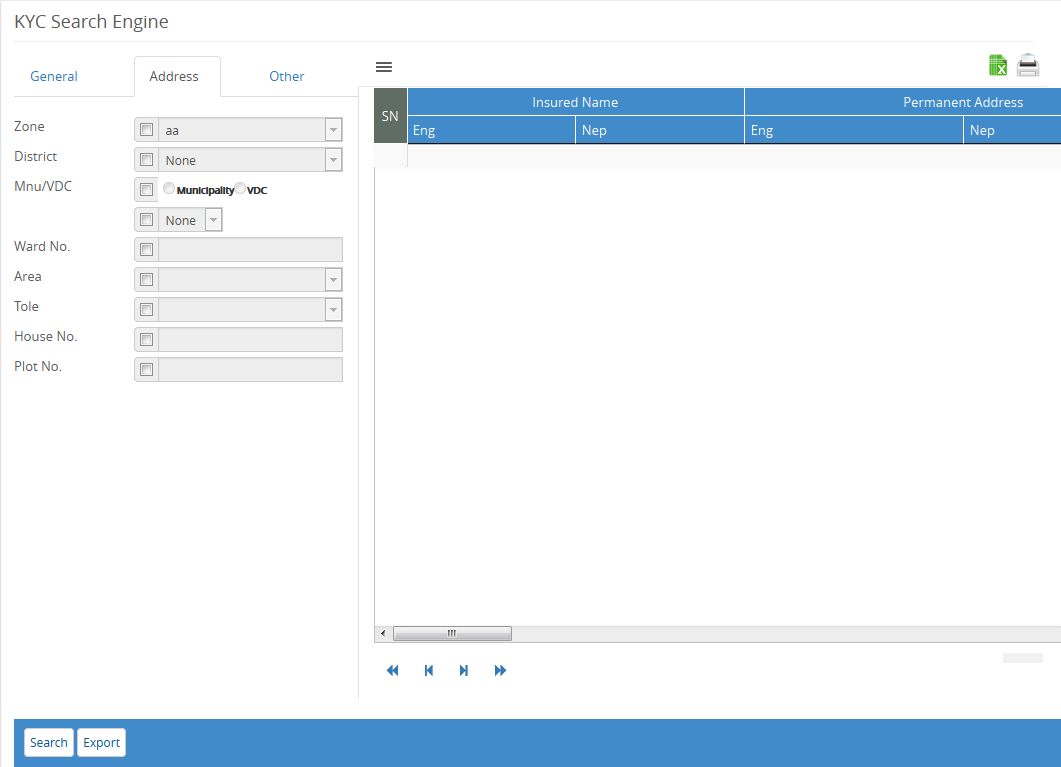 KYC Search Engine
General Address Other
Zone aa
District None
Mnu/VDC Municipality VDC
None
Ward No.
Area
Tole
House No.
Plot No.
SN Insured Name Permanent Address
Eng Nep Eng Nep
Search Export